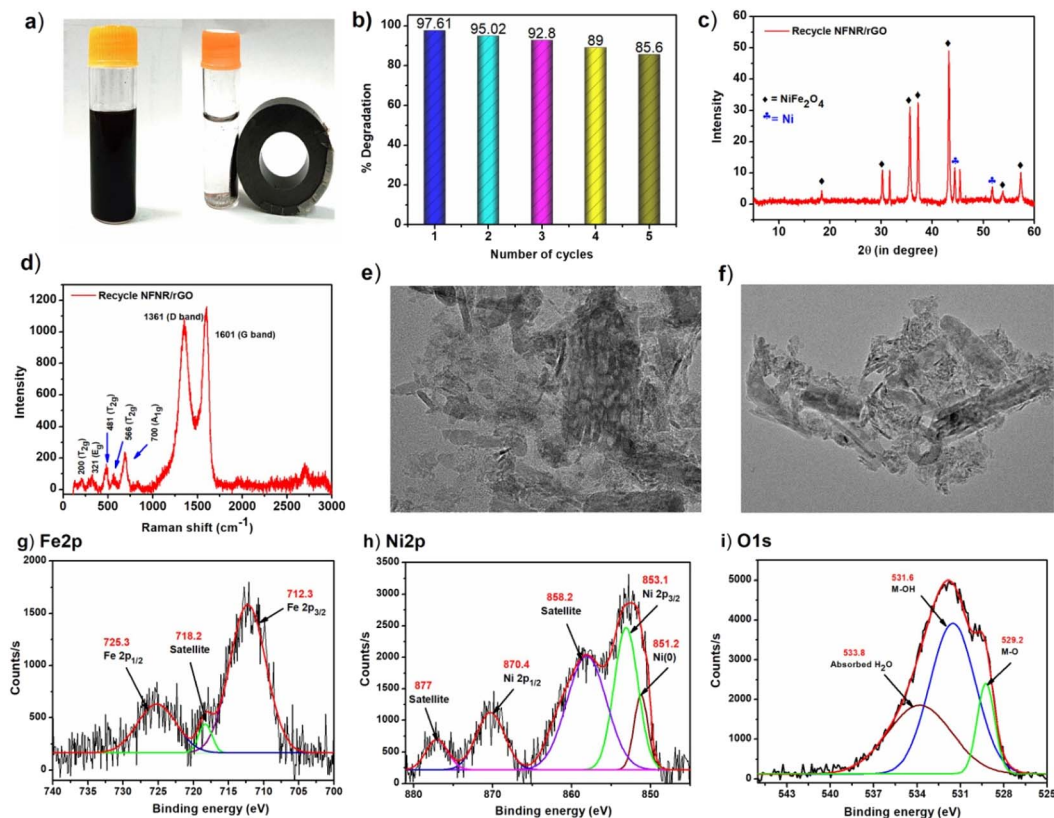 a)
b)
97.61
95.02
92.8
89
85.6
100
80
60
40
20
0
% Degradation
1 2 3 4 5
Number of cycles
c)
Recycle NFNR/rGO
♦ = NiFe2O4
♣ = Ni
60
50
40
30
20
10
0
Intensity
10 20 30 40 50 60
2θ (in degree)
d)
Recycle NFNR/rGO
1361 (D band)
1601 (G band)
200 (T2g)
321 (Eg)
481 (T2g)
566 (T2g)
700 (A1g)
1200
1000
800
600
400
200
0
Intensity
0 500 1000 1500 2000 2500 3000
Raman shift (cm-1)
e)
f)
g) Fe2p
712.3
Fe 2p3/2
718.2
Satellite
725.3
Fe 2p1/2
2000
1500
1000
500
0
Counts/s
740 735 730 725 720 715 710 705 700
Binding energy (eV)
h) Ni2p
853.1
Ni 2p3/2
851.2
Ni(0)
858.2
Satellite
870.4
Ni 2p1/2
877
Satellite
3500
3000
2500
2000
1500
1000
500
0
Counts/s
880 870 860 850
Binding energy (eV)
i) O1s
531.6
M-OH
529.2
M-O
533.8
Absorbed H2O
5000
4000
3000
2000
1000
0
Counts/s
543 540 537 534 531 528 525
Binding energy (eV)